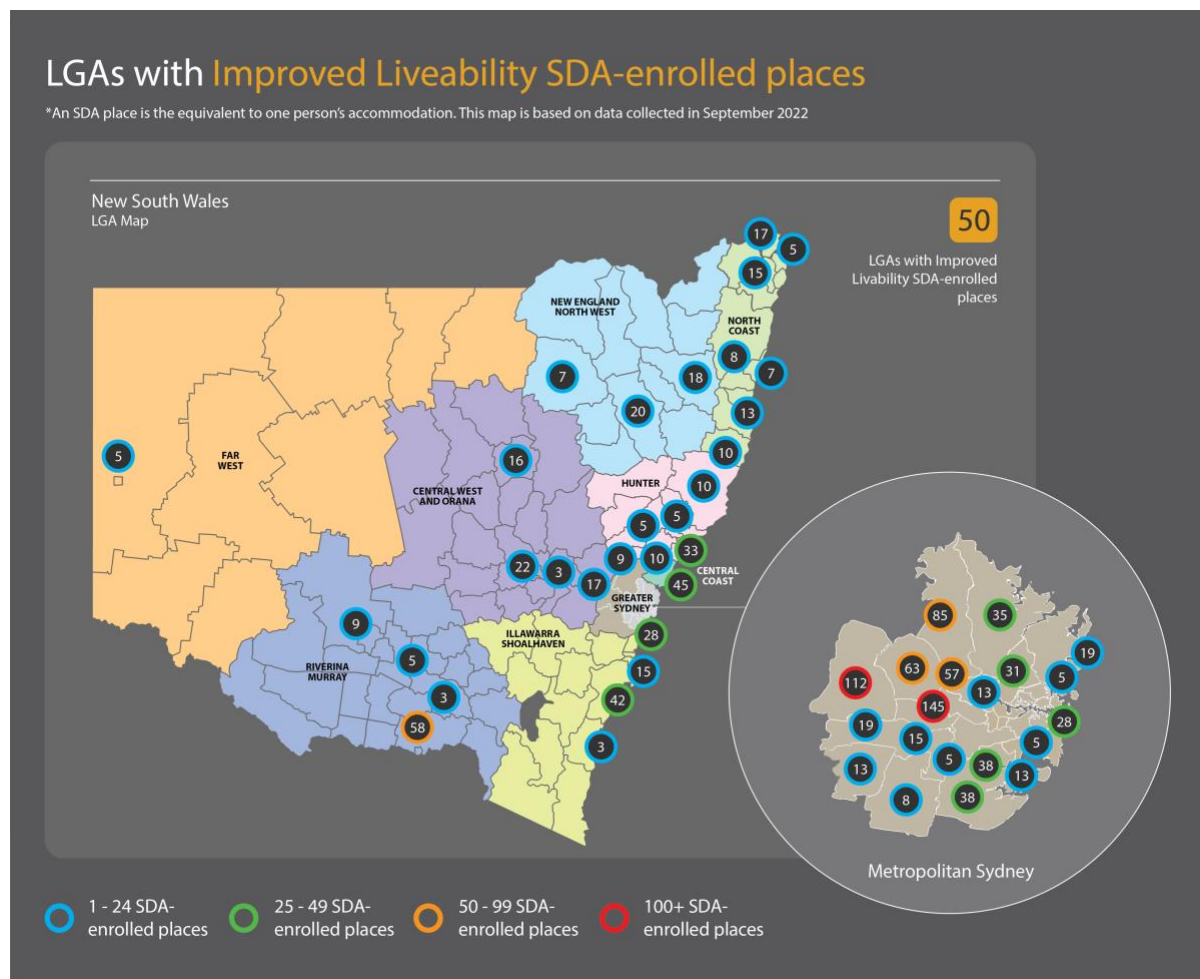 LGAs with Improved Liveability SDA-enrolled places
*An SDA place is the equivalent to one person's accommodation. This map is based on data collected in September 2022
New South Wales
LGA Map
50
LGAs with Improved
Livability SDA-enrolled
places
17
5
15
NEW ENGLAND
NORTH WEST
NORTH
COAST
8
7
7
18
20
13
5
FAR
WEST
16
10
HUNTER
10
CENTRAL WEST
AND ORANA
5
5
33
9
10
22
3
17
CENTRAL
COAST
45
GREATER
SYDNEY
9
28
ILLAWARRA
SHOALHAVEN
5
15
RIVERINA
MURRAY
3
42
58
3
85
35
19
63
57
31
5
112
13
145
28
19
15
5
5
38
13
13
8
38
Metropolitan Sydney
1 - 24 SDA-
enrolled places
25 - 49 SDA-
enrolled places
50 - 99 SDA-
enrolled places
100+ SDA-
enrolled places